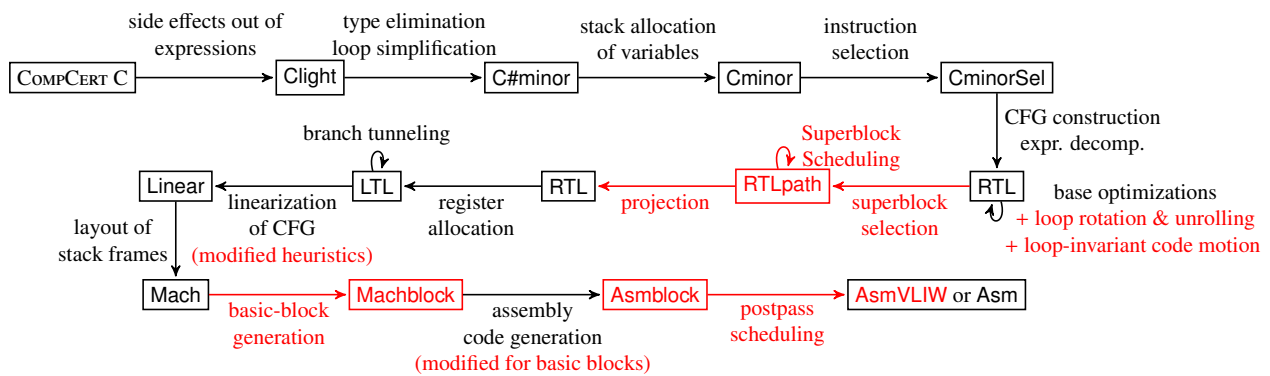 side effects out of
expressions
type elimination
loop simplification
stack allocation
of variables
instruction
selection
COMPCERT C
Clight
C#minor
Cminor
CminorSel
CFG construction
expr. decomp.
branch tunneling
Superblock
Scheduling
Linear
LTL
RTL
RTLpath
RTL
linearization
of CFG
(modified heuristics)
register
allocation
projection
superblock
selection
base optimizations
+ loop rotation & unrolling
+ loop-invariant code motion
layout of
stack frames
Mach
Machblock
Asmblock
AsmVLIW or Asm
basic-block
generation
assembly
code generation
(modified for basic blocks)
postpass
scheduling